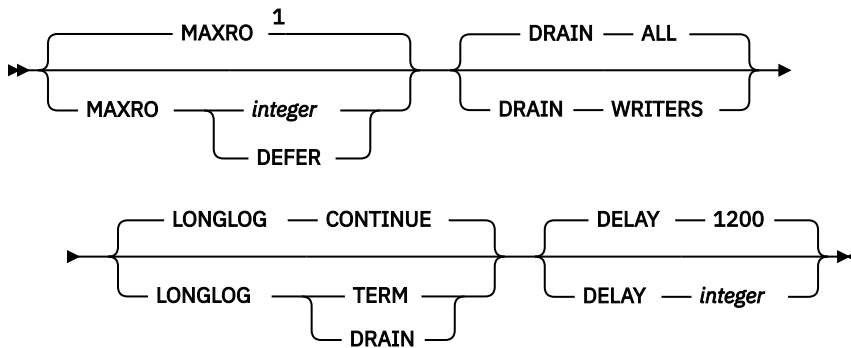 MAXRO 1
DRAIN ALL
MAXRO integer
DRAIN WRITERS
DEFER
LONGLOG CONTINUE
DELAY 1200
LONGLOG TERM
DELAY integer
DRAIN